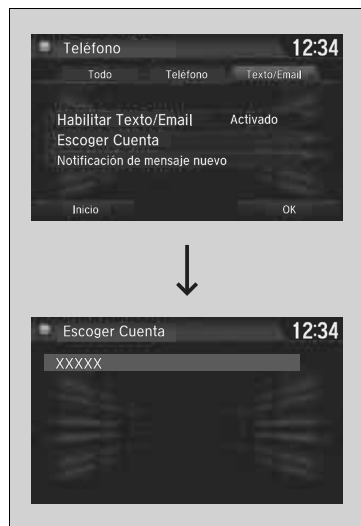 Teléfono 12:34
Todo Teléfono Texto/Email
Habilitar Texto/Email Activado
Escoger Cuenta
Notificación de mensaje nuevo
Inicio OK
Escoger Cuenta 12:34
XXXXX